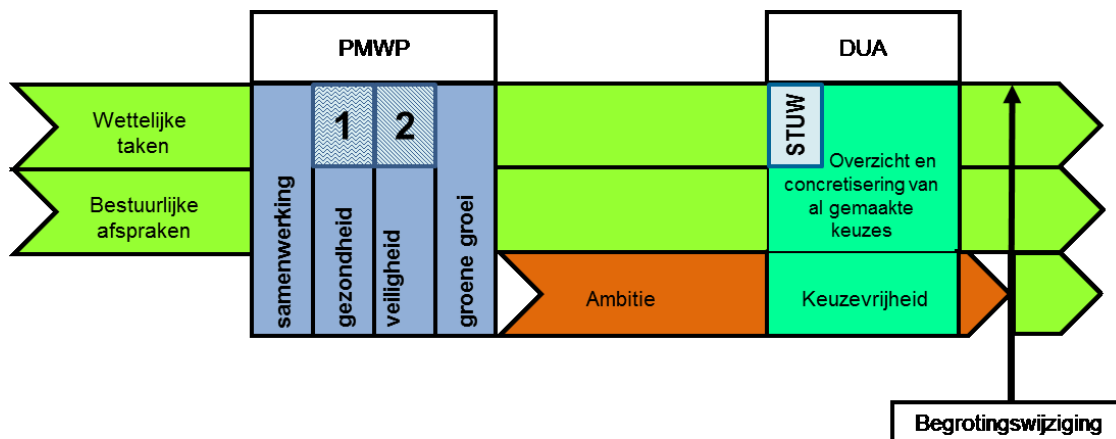 PMWP
DUA
Wettelijke
taken
1
2
STUW
Overzicht en
concretisering van
al gemaakte
keuzes
Bestuurlijke
afspraken
samenwerking
gezondheid
veiligheid
groene groei
Ambitie
Keuzevrijheid
Begrotingswijziging